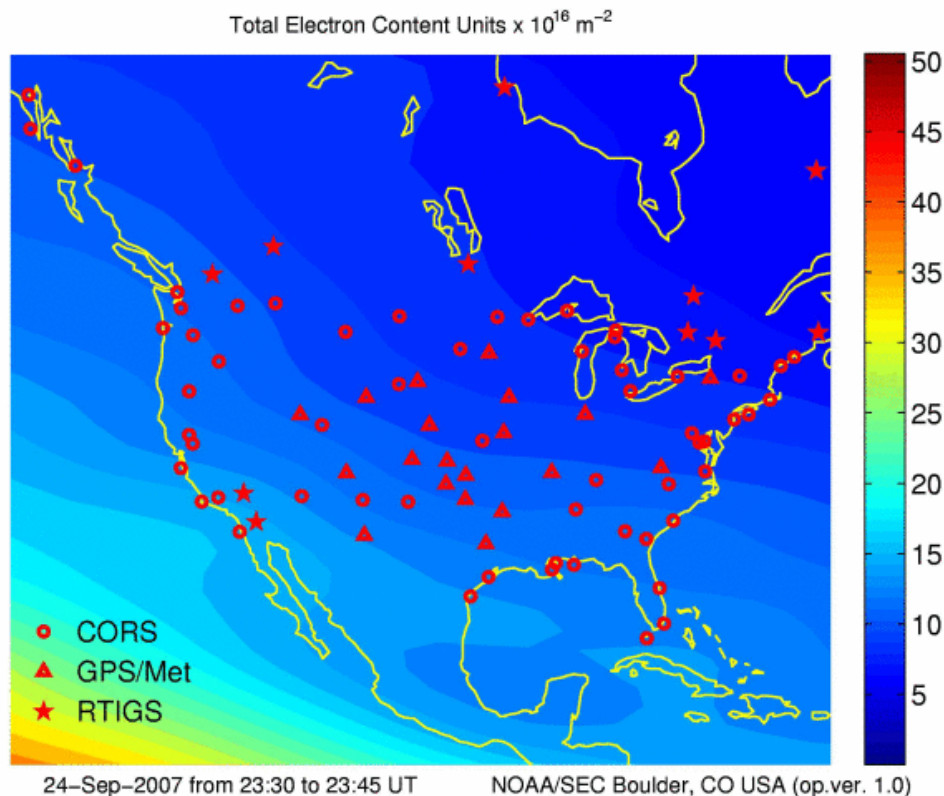 Total Electron Content Units x 10^16 m^-2
50
45
40
35
30
25
20
15
10
5
CORS
GPS/Met
RTIGS
24-Sep-2007 from 23:30 to 23:45 UT
NOAA/SEC Boulder, CO USA (op.ver. 1.0)